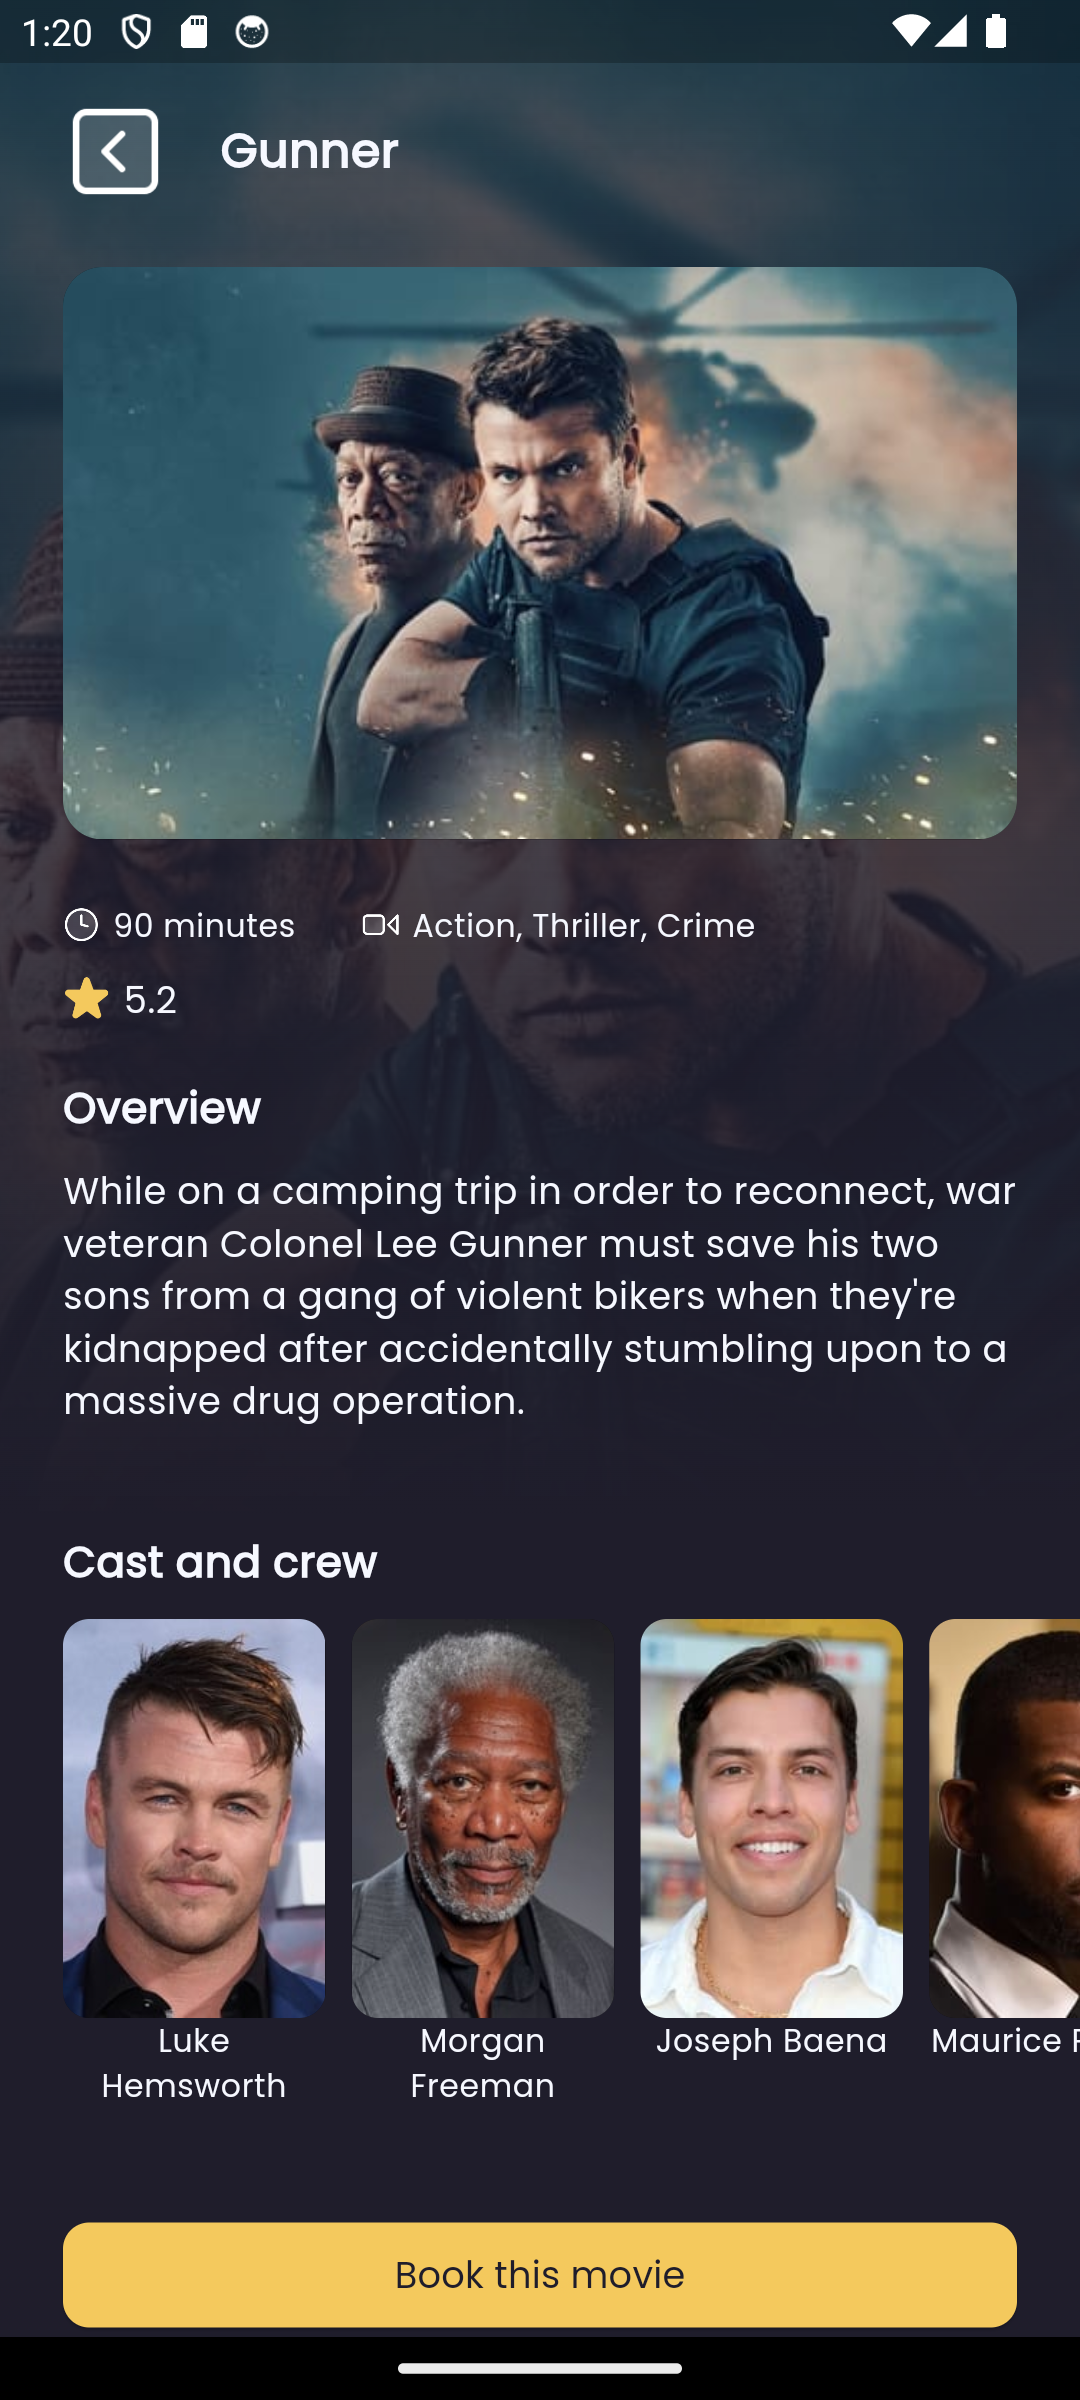 1:20
Gunner
90 minutes
Action, Thriller, Crime
5.2
Overview
While on a camping trip in order to reconnect, war
veteran Colonel Lee Gunner must save his two
sons from a gang of violent bikers when they're
kidnapped after accidentally stumbling upon to a
massive drug operation.
Cast and crew
Luke
Hemsworth
Morgan
Freeman
Joseph Baena
Maurice
Book this movie